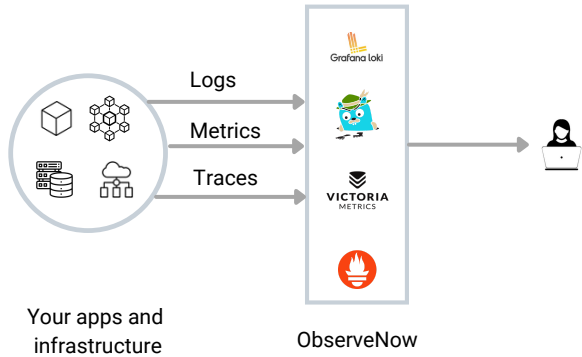 Grafana loki
Logs
Metrics
Traces
VICTORIA
METRICS
Your apps and
infrastructure
ObserveNow